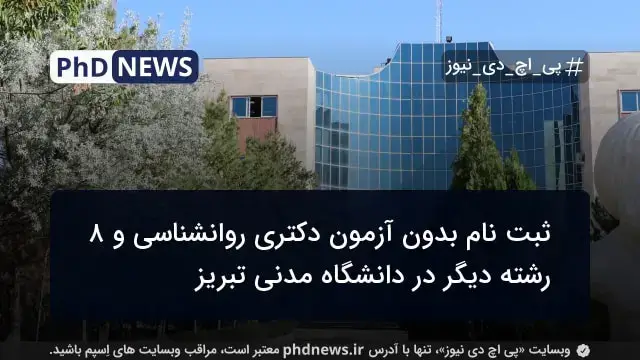 PhD NEWS
#پی_اچ_دی_نیوز
ثبت نام بدون آزمون دکتری روانشناسی و ۸
رشته دیگر در دانشگاه مدنی تبریز
وبسایت «پی اچ دی نیوز»، تنها با آدرس phdnews.ir معتبر است، مراقب وبسایت های اِسپم باشید.